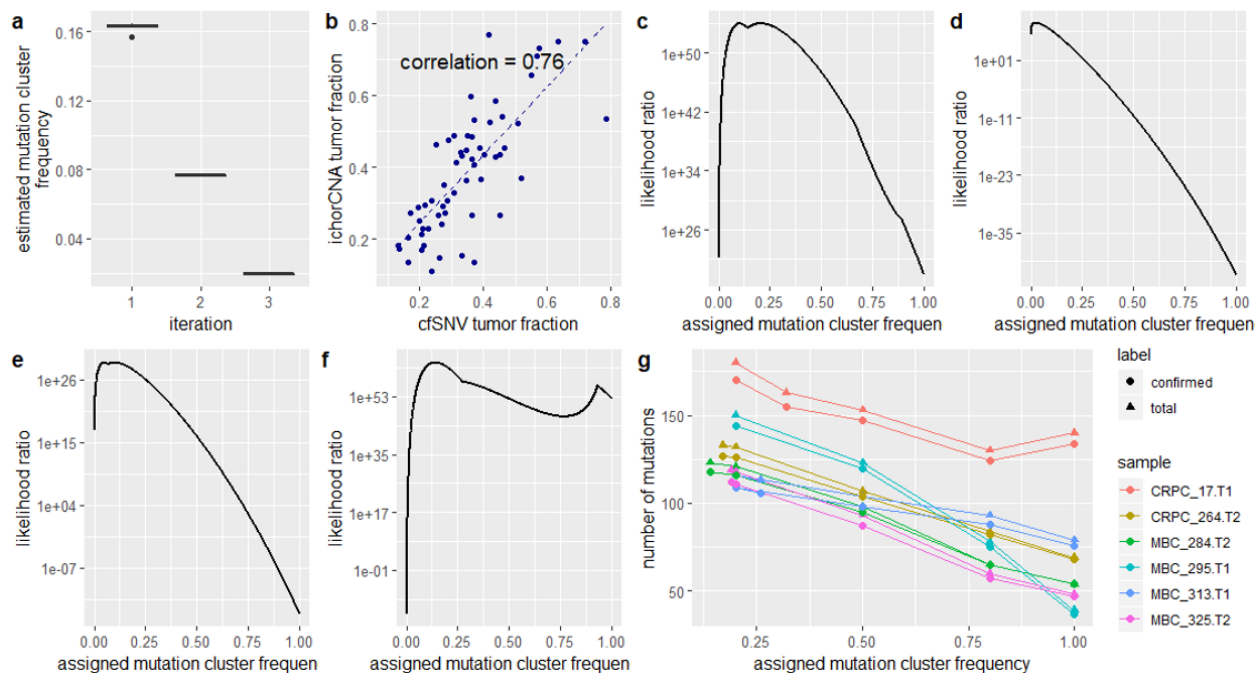 a
0.16
0.12
0.08
0.04
estimated mutation cluster
frequency
1 2 3
iteration
b
correlation = 0.76
0.8
0.6
0.4
0.2
ichorCNA tumor fraction
0.2 0.4 0.6 0.8
cfSNV tumor fraction
c
1e+50
1e+42
1e+34
1e+26
likelihood ratio
0.00 0.25 0.50 0.75 1.00
assigned mutation cluster frequen
d
1e+01
1e-11
1e-23
1e-35
likelihood ratio
0.00 0.25 0.50 0.75 1.00
assigned mutation cluster frequen
e
1e+26
1e+15
1e+04
1e-07
likelihood ratio
0.00 0.25 0.50 0.75 1.00
assigned mutation cluster frequen
f
1e+53
1e+35
1e+17
1e-01
likelihood ratio
0.00 0.25 0.50 0.75 1.00
assigned mutation cluster frequen
g
150
100
50
number of mutations
0.25 0.50 0.75 1.00
assigned mutation cluster frequency
label
confirmed
total
sample
CRPC_17.T1
CRPC_264.T2
MBC_284.T2
MBC_295.T1
MBC_313.T1
MBC_325.T2